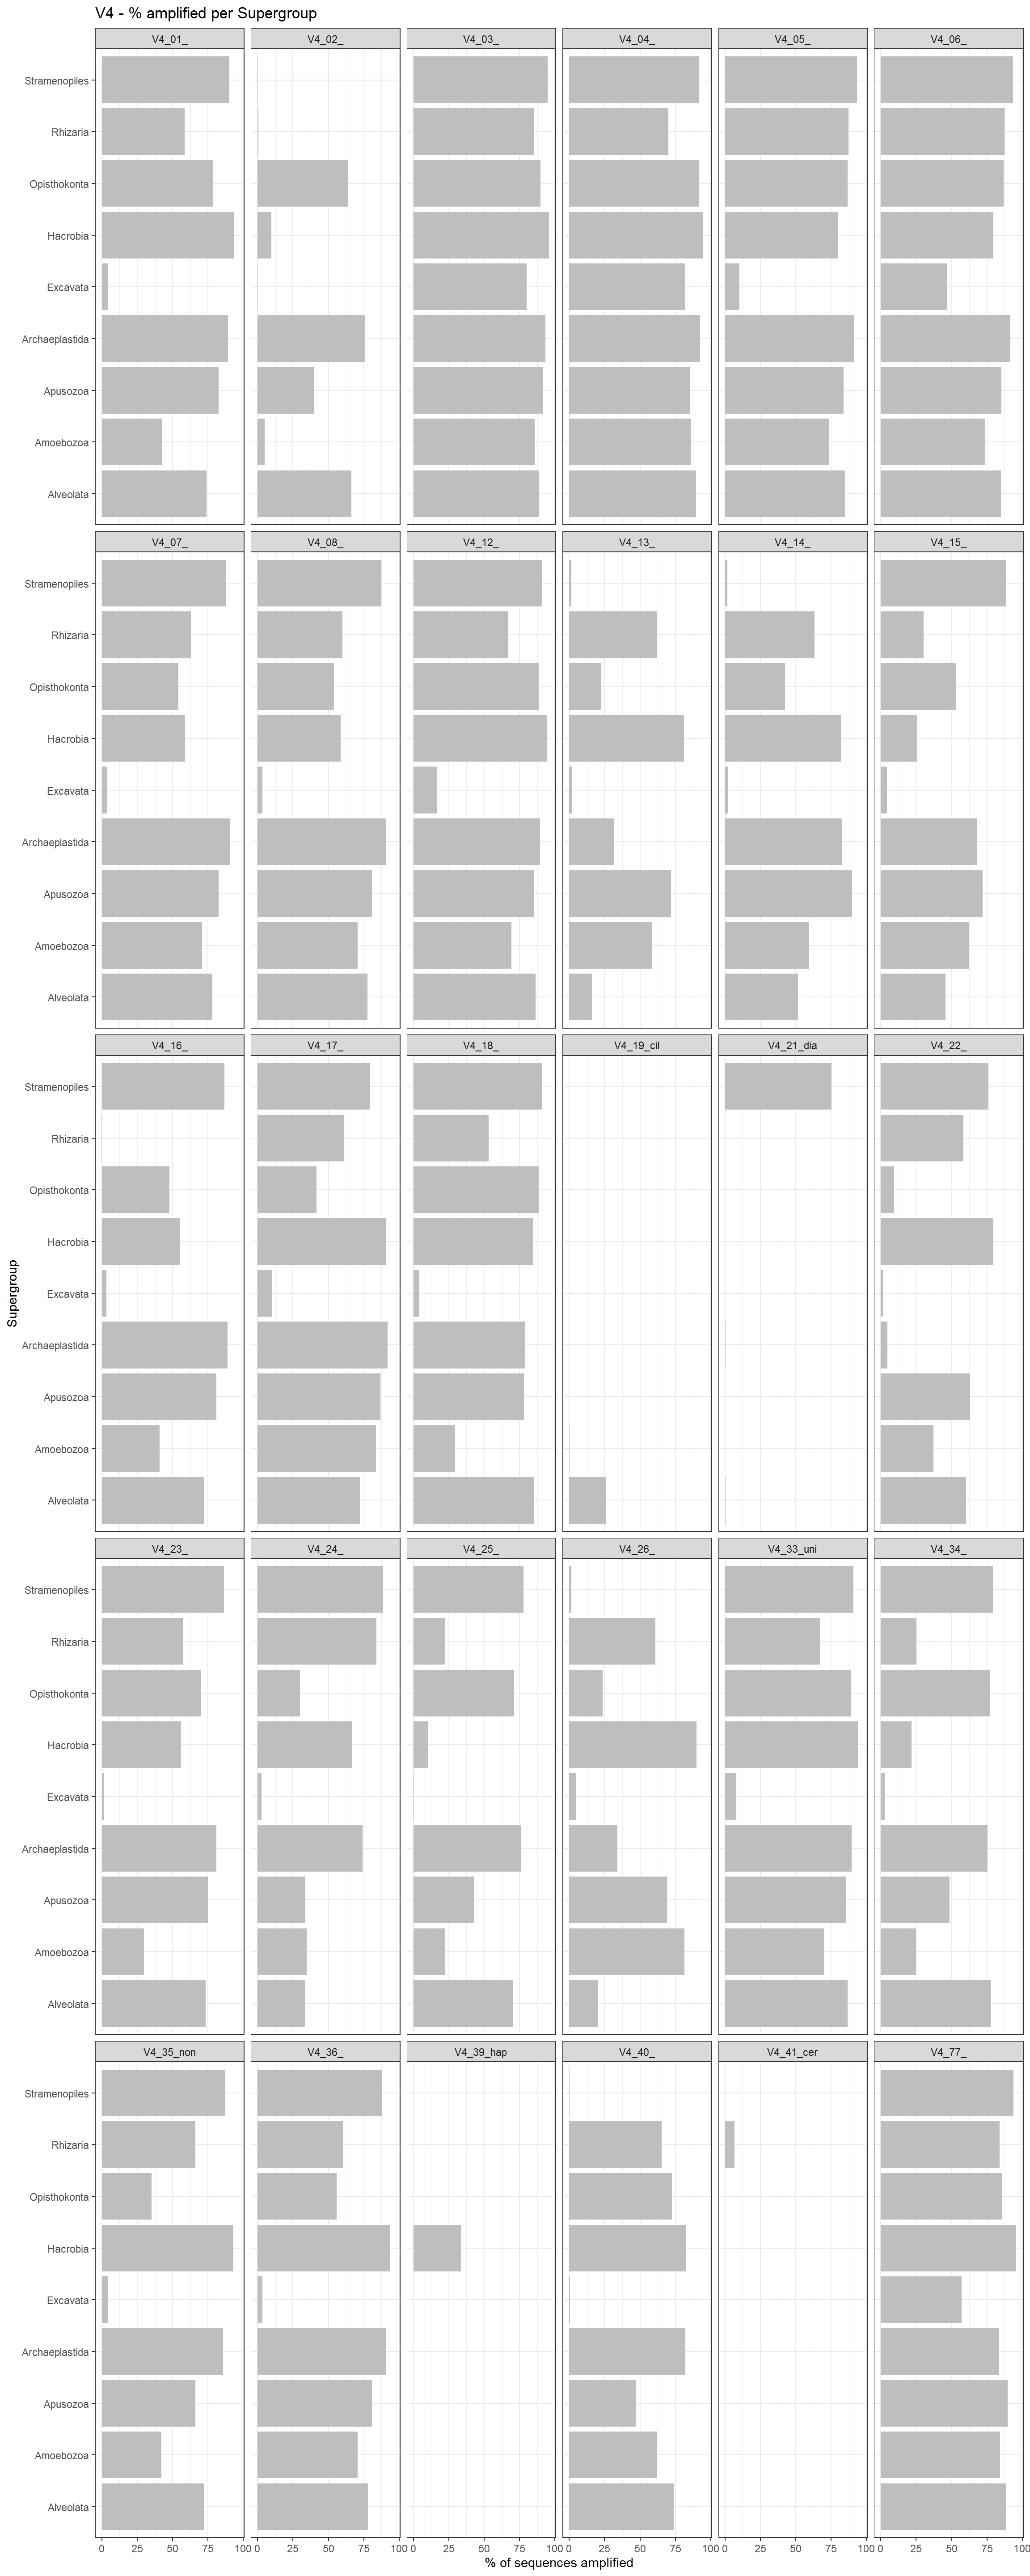 V4 - % amplified per Supergroup
V4_01_ V4_02_ V4_03_ V4_04_ V4_05_ V4_06_
Stramenopiles
Rhizaria
Opisthokonta
Hacrobia
Excavata
Archaeplastida
Apusozoa
Amoebozoa
Alveolata
V4_07_ V4_08_ V4_12_ V4_13_ V4_14_ V4_15_
Stramenopiles
Rhizaria
Opisthokonta
Hacrobia
Excavata
Archaeplastida
Apusozoa
Amoebozoa
Alveolata
V4_16_ V4_17_ V4_18_ V4_19_cil V4_21_dia V4_22_
Stramenopiles
Rhizaria
Opisthokonta
Hacrobia
Excavata
Archaeplastida
Apusozoa
Amoebozoa
Alveolata
Supergroup
V4_23_ V4_24_ V4_25_ V4_26_ V4_33_uni V4_34_
Stramenopiles
Rhizaria
Opisthokonta
Hacrobia
Excavata
Archaeplastida
Apusozoa
Amoebozoa
Alveolata
V4_35_non V4_36_ V4_39_hap V4_40_ V4_41_cer V4_77_
Stramenopiles
Rhizaria
Opisthokonta
Hacrobia
Excavata
Archaeplastida
Apusozoa
Amoebozoa
Alveolata
0 25 50 75 100 0 25 50 75 100 0 25 50 75 100 0 25 50 75 100 0 25 50 75 100 0 25 50 75 100
% of sequences amplified